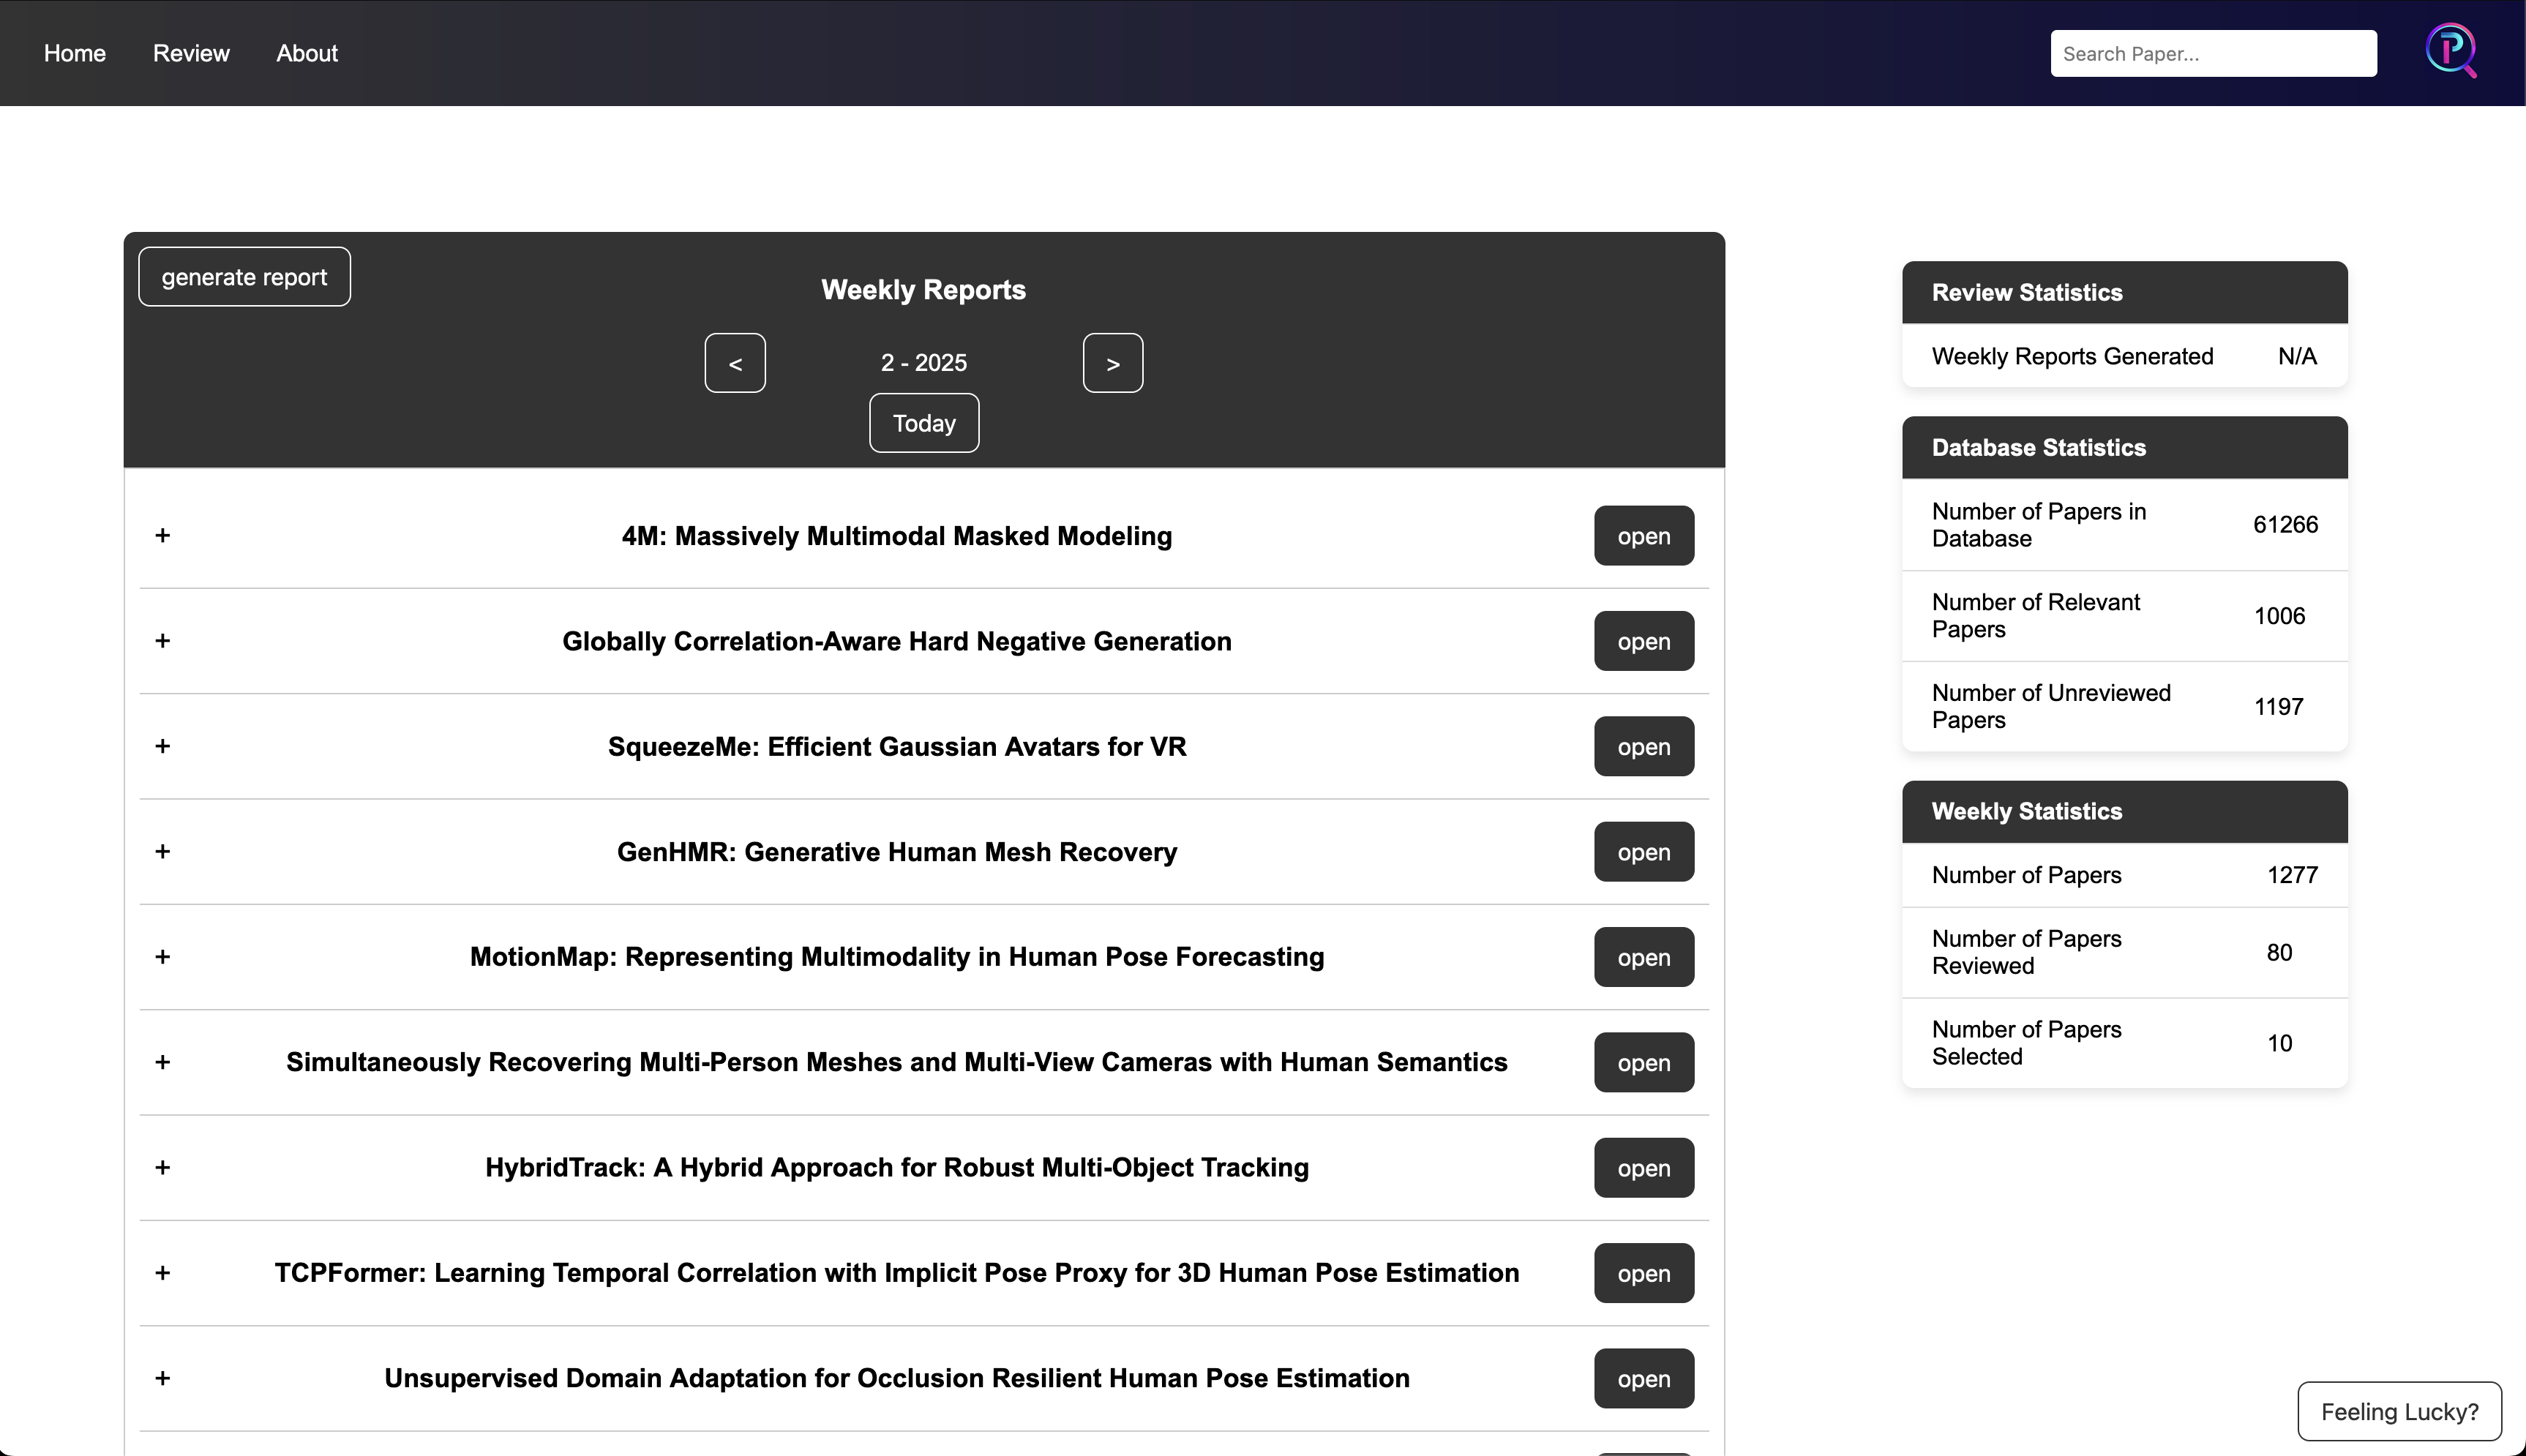 Home Review About
Search Paper...
generate report
Weekly Reports
< 2 - 2025 >
Today
+ 4M: Massively Multimodal Masked Modeling open
+ Globally Correlation-Aware Hard Negative Generation open
+ SqueezeMe: Efficient Gaussian Avatars for VR open
+ GenHMR: Generative Human Mesh Recovery open
+ MotionMap: Representing Multimodality in Human Pose Forecasting open
+ Simultaneously Recovering Multi-Person Meshes and Multi-View Cameras with Human Semantics open
+ HybridTrack: A Hybrid Approach for Robust Multi-Object Tracking open
+ TCPFormer: Learning Temporal Correlation with Implicit Pose Proxy for 3D Human Pose Estimation open
+ Unsupervised Domain Adaptation for Occlusion Resilient Human Pose Estimation open
Review Statistics
Weekly Reports Generated N/A
Database Statistics
Number of Papers in
Database
61266
Number of Relevant
Papers
1006
Number of Unreviewed
Papers
1197
Weekly Statistics
Number of Papers 1277
Number of Papers
Reviewed
80
Number of Papers
Selected
10
Feeling Lucky?